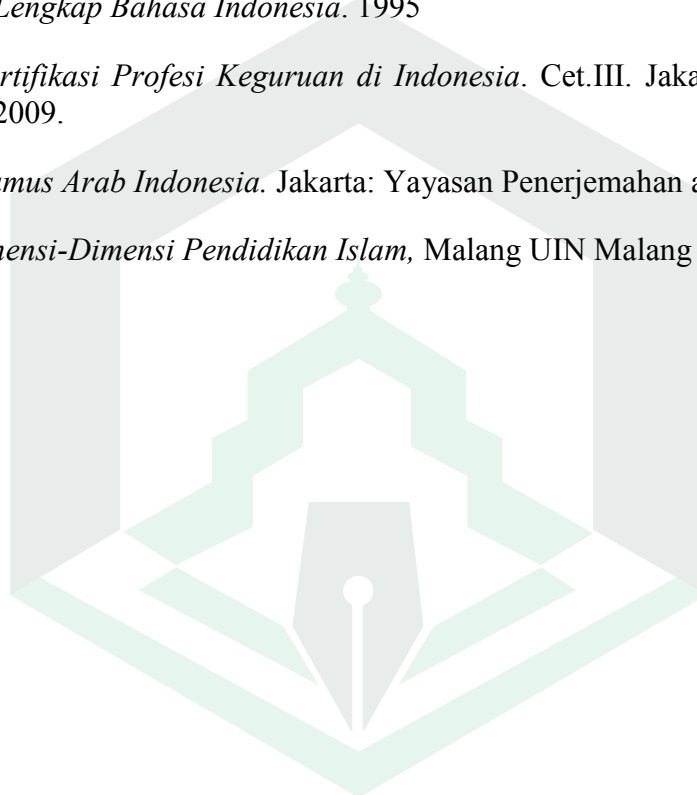 Lengkap Bahasa Indonesia. 1995
rtifikasi Profesi Keguruan di Indonesia. Cet.III. Jaka
2009.
mus Arab Indonesia. Jakarta: Yayasan Penerjemahan a
ensi-Dimensi Pendidikan Islam, Malang UIN Malang